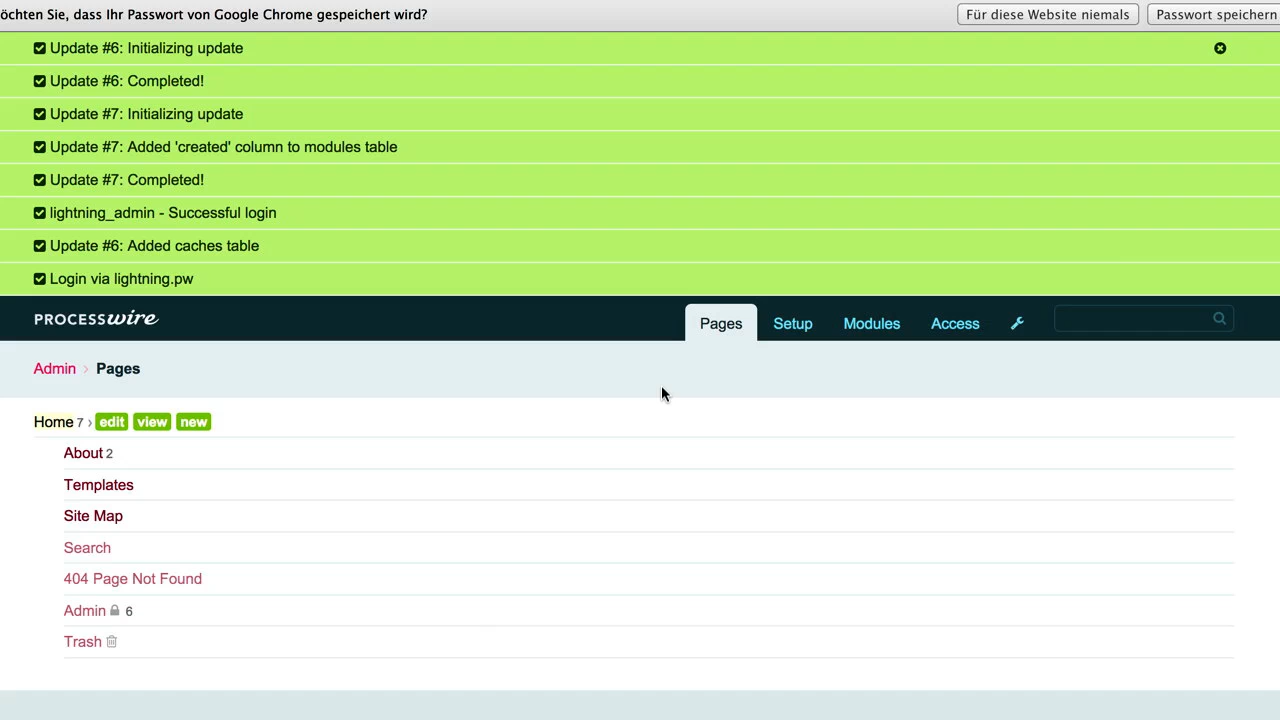 öchten Sie, dass Ihr Passwort von Google Chrome gespeichert wird? Für diese Website niemals Passwort speichern
Update #6: Initializing update
Update #6: Completed!
Update #7: Initializing update
Update #7: Added 'created' column to modules table
Update #7: Completed!
lightning_admin - Successful login
Update #6: Added caches table
Login via lightning.pw
PROCESSwire Pages Setup Modules Access
Admin › Pages
Home 7 › edit view new
About 2
Templates
Site Map
Search
404 Page Not Found
Admin 6
Trash